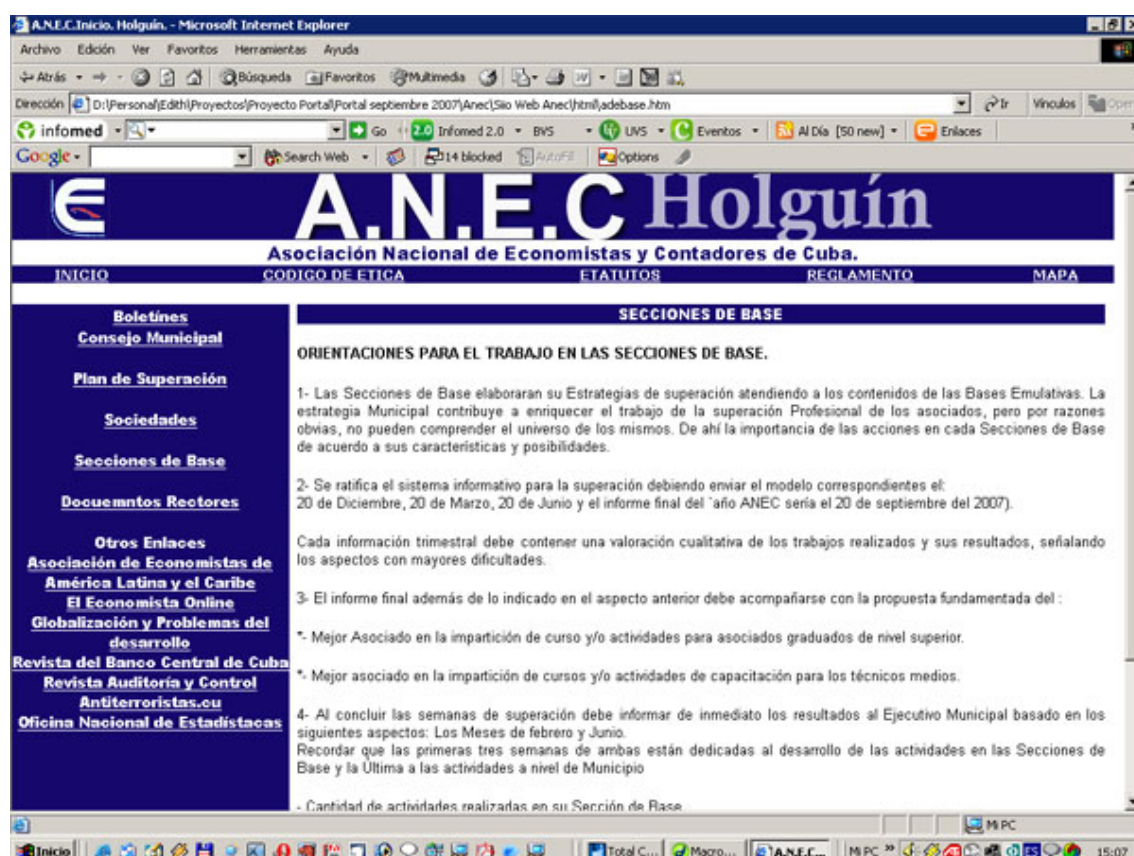 A.N.E.C.Inicio. Holguín. - Microsoft Internet Explorer
Archivo Edición Ver Favoritos Herramientas Ayuda
Atrás Búsqueda Favoritos Multimedia
Dirección D:\Personal\Edith\Proyectos\Proyecto Portal\Portal septiembre 2007\Anec\Siio Web Anec\html\adebase.htm Ir Vínculos
infomed Go 2.0 Infomed 2.0 BVS UVS Eventos Al Día [50 new] Enlaces
Google Search Web 14 blocked AutoFill Options
A.N.E.C Holguín
Asociación Nacional de Economistas y Contadores de Cuba.
INICIO CODIGO DE ETICA ETATUTOS REGLAMENTO MAPA
Boletínes
Consejo Municipal
Plan de Superación
Sociedades
Secciones de Base
Docuemntos Rectores
Otros Enlaces
Asociación de Economistas de
América Latina y el Caribe
El Economista Online
Globalización y Problemas del
desarrollo
Revista del Banco Central de Cuba
Revista Auditoría y Control
Antiterroristas.cu
Oficina Nacional de Estadístacas
SECCIONES DE BASE
ORIENTACIONES PARA EL TRABAJO EN LAS SECCIONES DE BASE.
1- Las Secciones de Base elaboraran su Estrategias de superación atendiendo a los contenidos de las Bases Emulativas. La
estrategia Municipal contribuye a enriquecer el trabajo de la superación Profesional de los asociados, pero por razones
obvias, no pueden comprender el universo de los mismos. De ahí la importancia de las acciones en cada Secciones de Base
de acuerdo a sus características y posibilidades.
2- Se ratifica el sistema informativo para la superación debiendo enviar el modelo correspondientes el:
20 de Diciembre, 20 de Marzo, 20 de Junio y el informe final del ¨año ANEC sería el 20 de septiembre del 2007).
Cada información trimestral debe contener una valoración cualitativa de los trabajos realizados y sus resultados, señalando
los aspectos con mayores dificultades.
3- El informe final además de lo indicado en el aspecto anterior debe acompañarse con la propuesta fundamentada del :
*- Mejor Asociado en la impartición de curso y/o actividades para asociados graduados de nivel superior.
*- Mejor asociado en la impartición de cursos y/o actividades de capacitación para los técnicos medios.
4- Al concluir las semanas de superación debe informar de inmediato los resultados al Ejecutivo Municipal basado en los
siguientes aspectos: Los Meses de febrero y Junio.
Recordar que las primeras tres semanas de ambas están dedicadas al desarrollo de las actividades en las Secciones de
Base y la Última a las actividades a nivel de Municipio
- Cantidad de actividades realizadas en su Sección de Base
Mi PC
Inicio Total C... Macro... A.N.E.C... Mi PC » 15:07